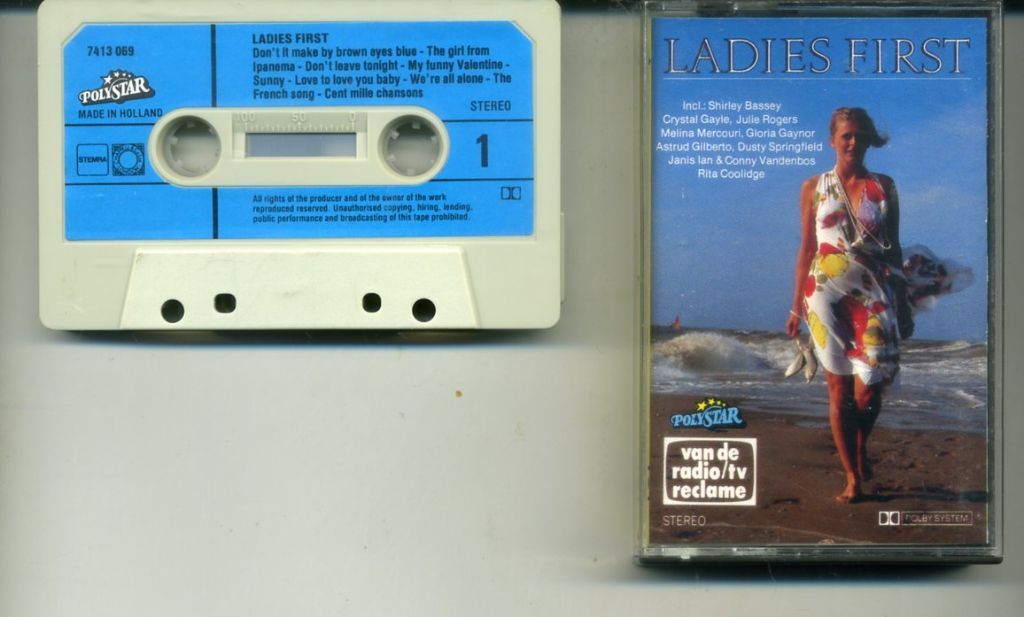 7413 069
POLYSTAR
MADE IN HOLLAND
STEMRA
LADIES FIRST
Don't it make by brown eyes blue - The girl from
Ipanema - Don't leave tonight - My funny Valentine -
Sunny - Love to love you baby - We're all alone - The
French song - Cent mille chansons
STEREO
100 50 0
1
All rights of the producer and of the owner of the work
reproduced reserved. Unauthorised copying, hiring, lending,
public performance and broadcasting of this tape prohibited.
LADIES FIRST
Incl.: Shirley Bassey
Crystal Gayle, Julie Rogers
Melina Mercouri, Gloria Gaynor
Astrud Gilberto, Dusty Springfield
Janis Ian & Conny Vandenbos
Rita Coolidge
POLYSTAR
van de
radio/tv
reclame
STEREO
DOLBY SYSTEM